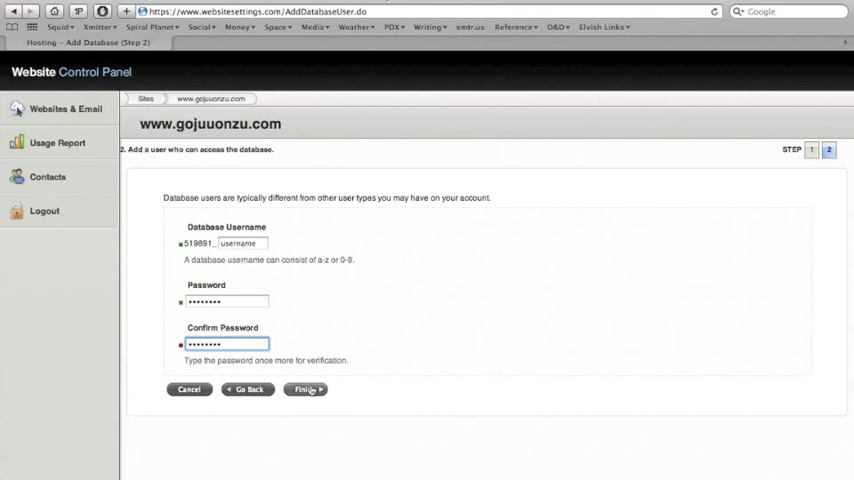 https://www.websitesettings.com/AddDatabaseUser.do
Google
Squid
Xmitter
Spiral Planet
Social
Money
Space
Media
Weather
PDX
Writing
xmtr.us
Reference
D&D
Elvish Links
Hosting – Add Database (Step 2)
Website Control Panel
Websites & Email
Usage Report
Contacts
Logout
Sites
www.gojuuonzu.com
www.gojuuonzu.com
2. Add a user who can access the database.
STEP 1 2
Database users are typically different from other user types you may have on your account.
Database Username
519891_ username
A database username can consist of a-z or 0-9.
Password
••••••••
Confirm Password
••••••••
Type the password once more for verification.
Cancel
Go Back
Finish